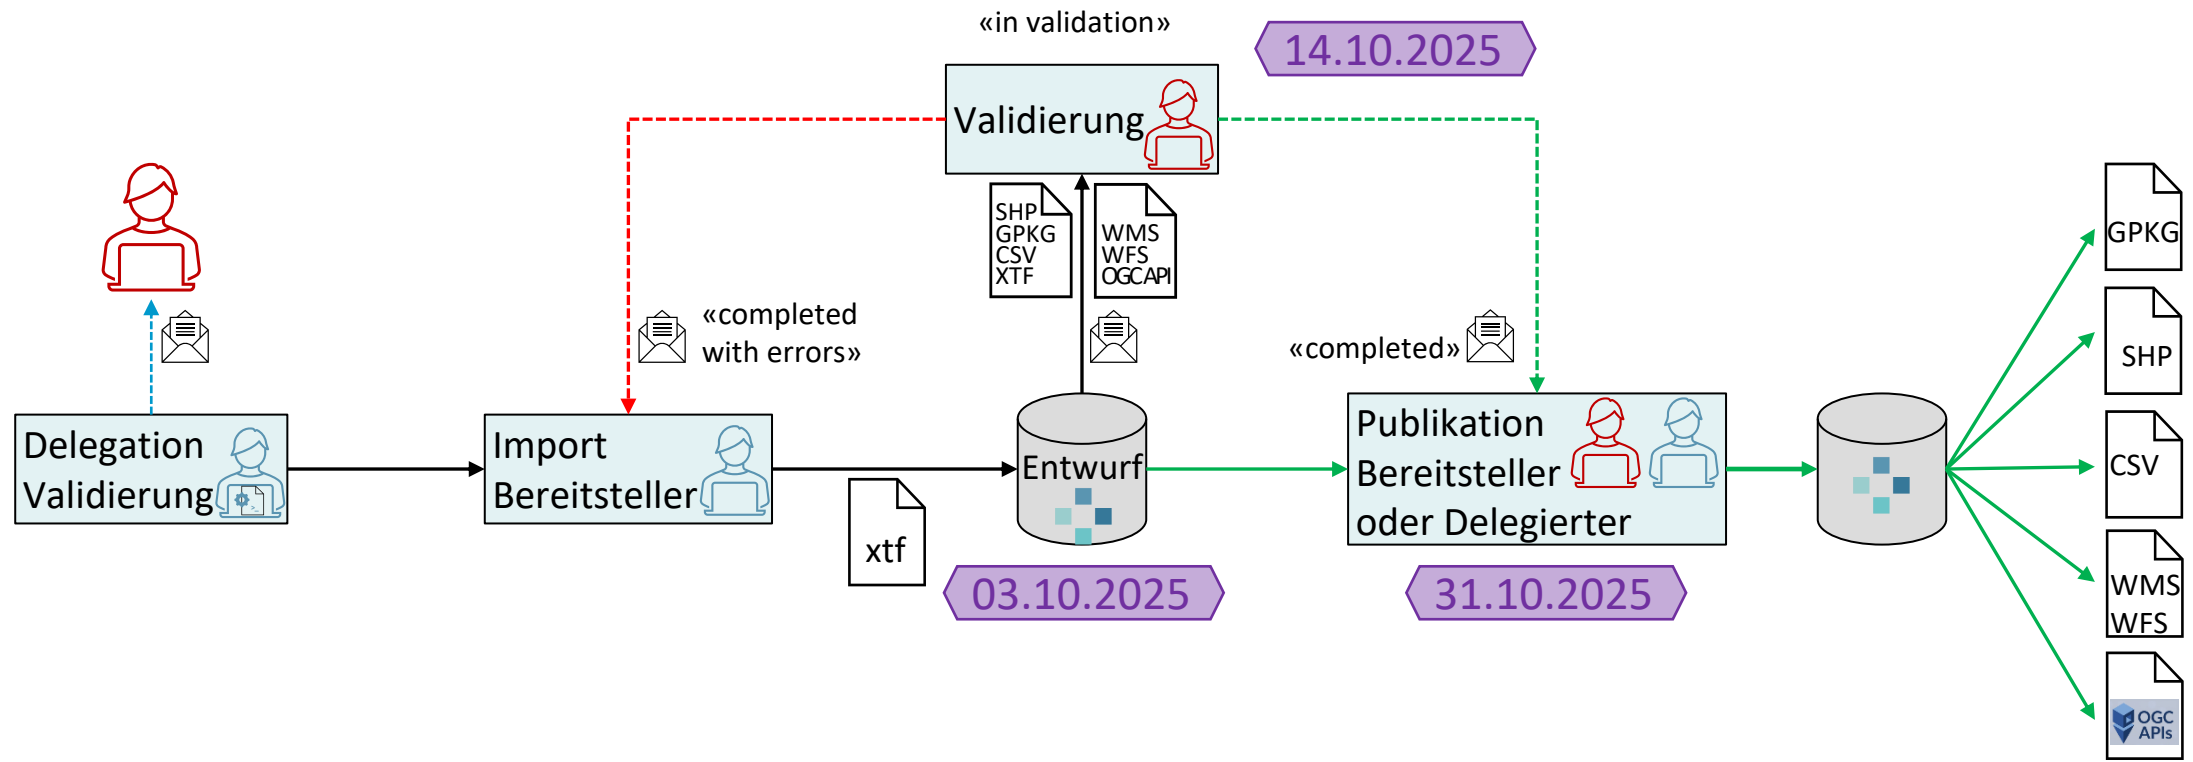 «in validation»
14.10.2025
Validierung
SHP
GPKG
CSV
XTF
WMS
WFS
OGC API
«completed
with errors»
«completed»
Delegation
Validierung
Import
Bereitsteller
xtf
Entwurf
03.10.2025
Publikation
Bereitsteller
oder Delegierter
31.10.2025
GPKG
SHP
CSV
WMS
WFS
OGC
APIs